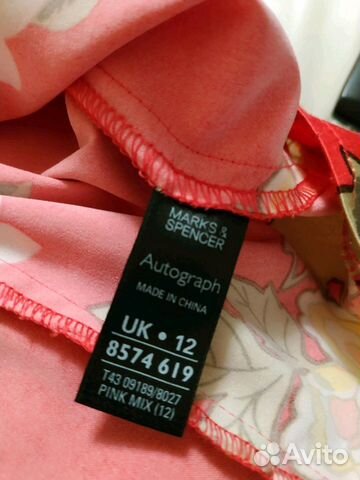 MARKS &
SPENCER
Autograph
MADE IN CHINA
UK • 12
8574 619
T43 09189/8027
PINK MIX (12)
Avito